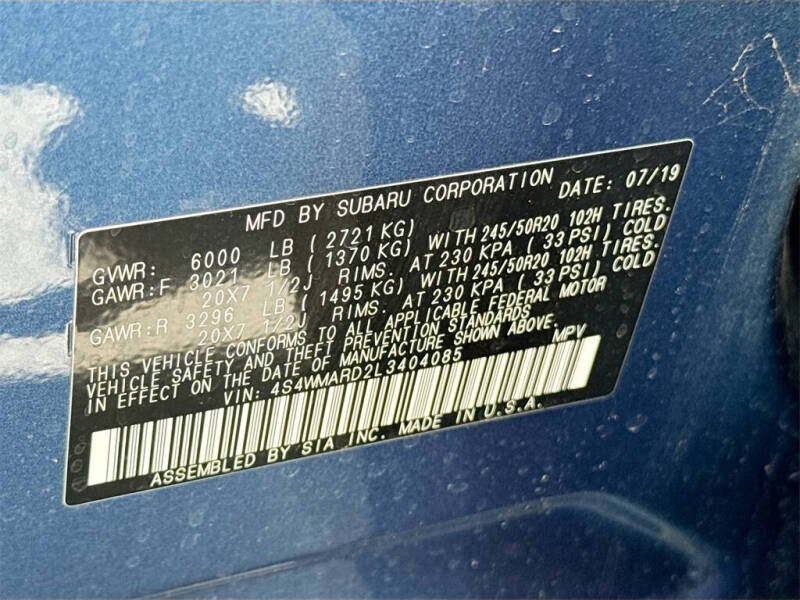 MFD BY SUBARU CORPORATION DATE: 07/19
GVWR: 6000 LB (2721 KG)
GAWR:F 3021 LB (1370 KG) WITH 245/50R20 102H TIRES.
20X7 1/2J RIMS. AT 230 KPA (33 PSI) COLD
GAWR:R 3296 LB (1495 KG) WITH 245/50R20 102H TIRES.
20X7 1/2J RIMS. AT 230 KPA (33 PSI) COLD
THIS VEHICLE CONFORMS TO ALL APPLICABLE FEDERAL MOTOR
VEHICLE SAFETY AND THEFT PREVENTION STANDARDS
IN EFFECT ON THE DATE OF MANUFACTURE SHOWN ABOVE.
VIN: 4S4WMARD2L3404085 MPV
ASSEMBLED BY SIA INC. MADE IN U.S.A.